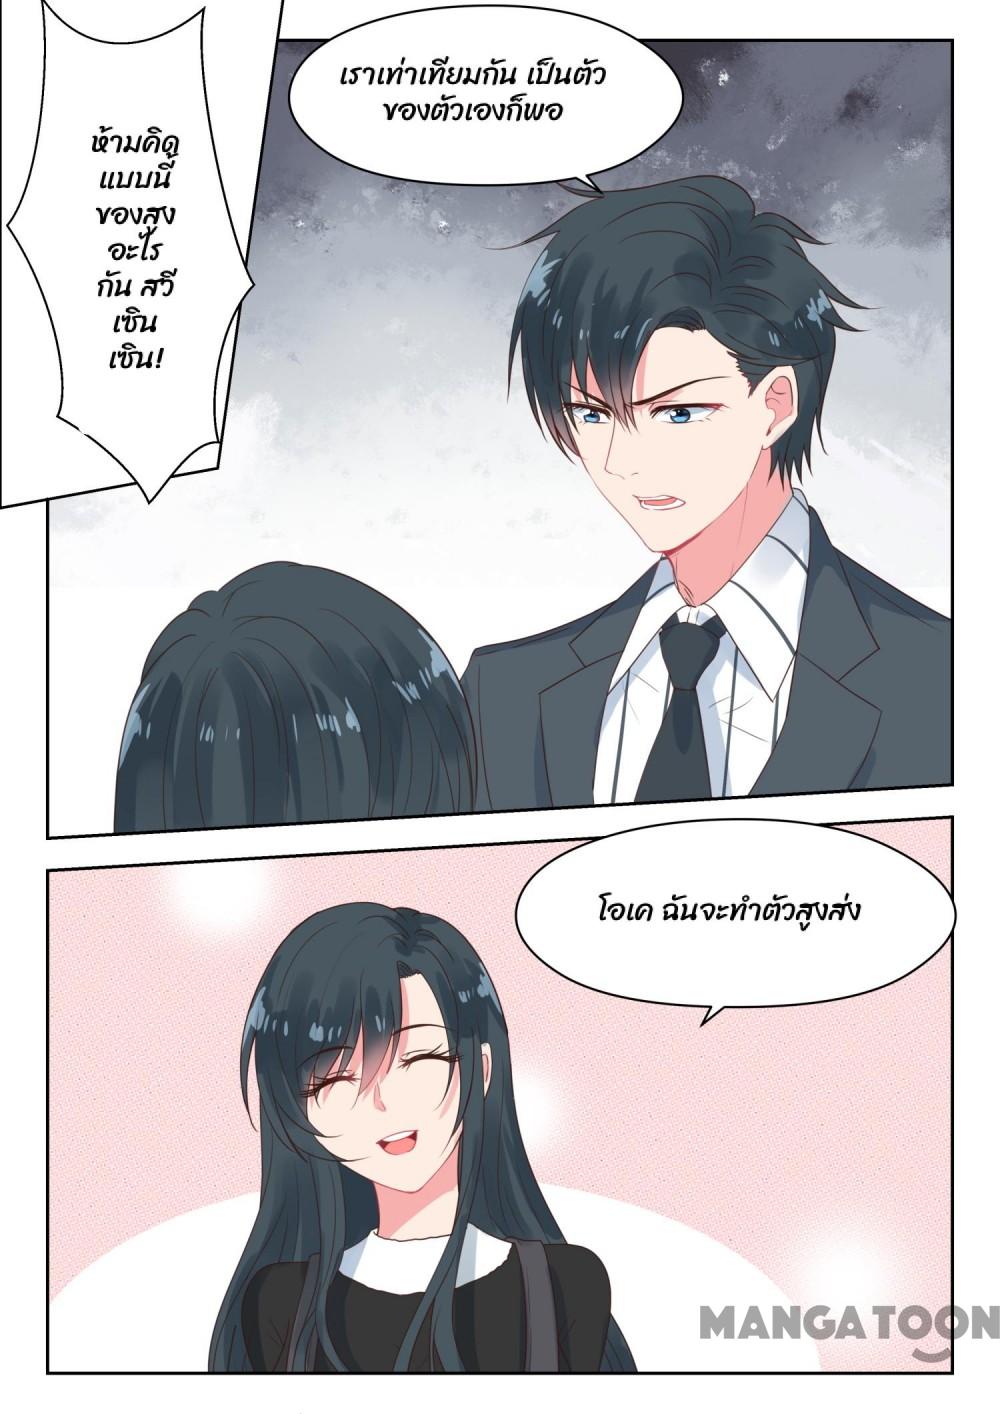 ห้ามคิด
แบบนี้
ของสูง
อะไร
กัน สวี
เซิน
เซิน!
เราเท่าเทียมกัน เป็นตัว
ของตัวเองก็พอ
โอเค ฉันจะทำตัวสูงส่ง
MANGATOON